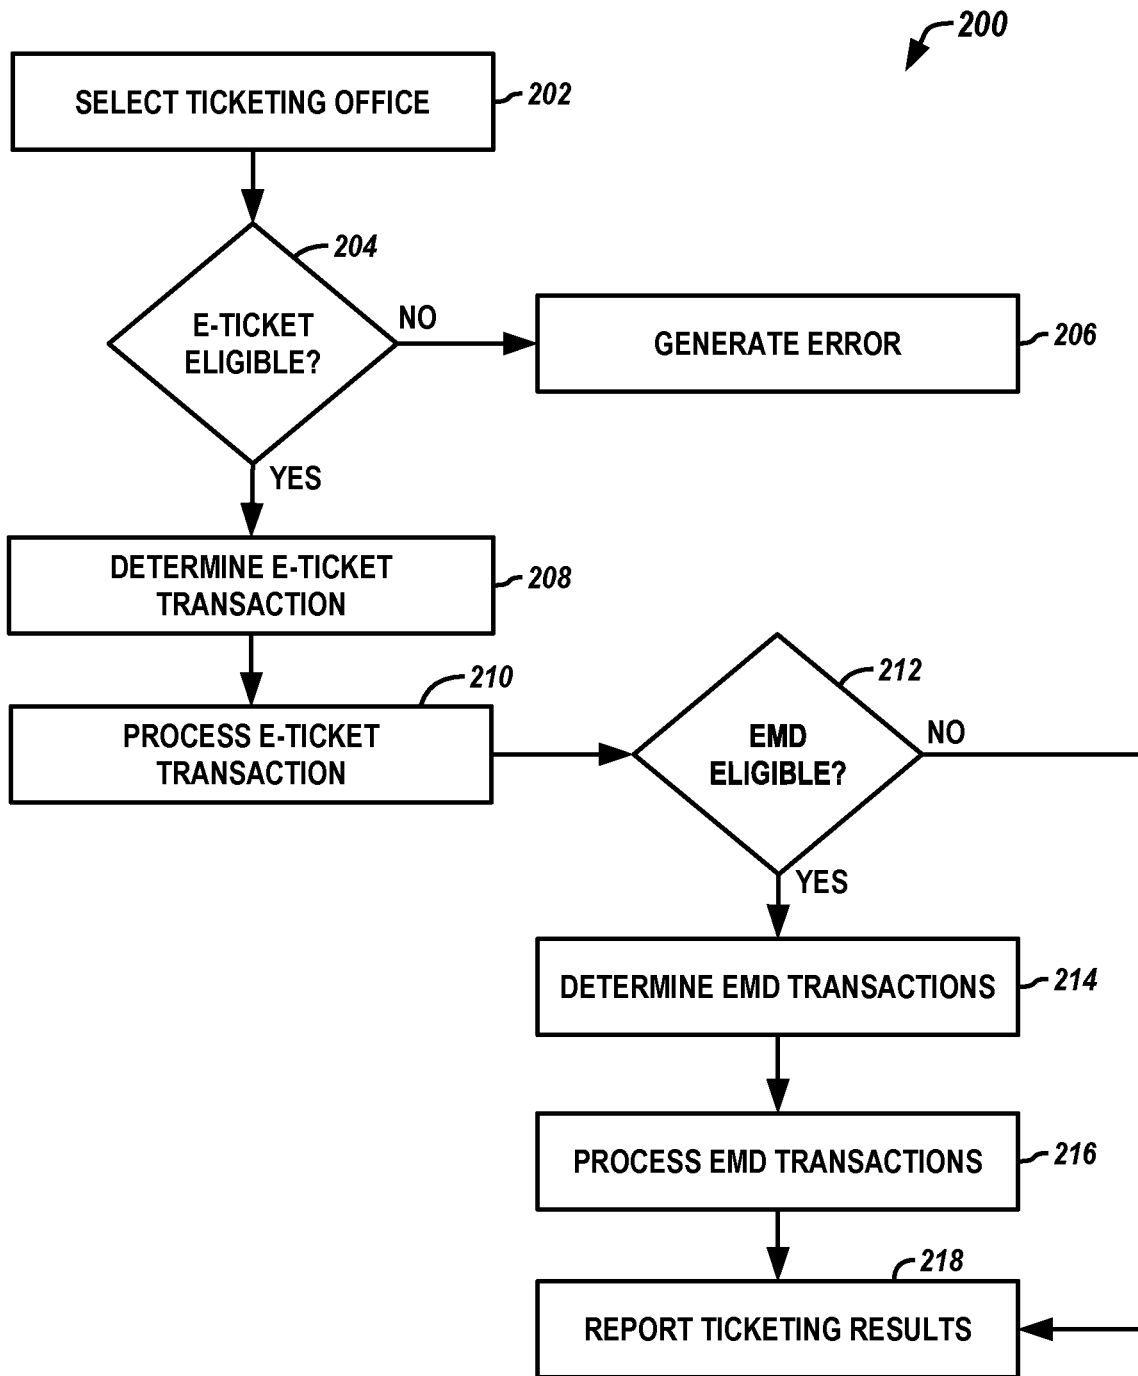 200
SELECT TICKETING OFFICE
202
204
E-TICKET
ELIGIBLE?
NO
GENERATE ERROR
206
YES
DETERMINE E-TICKET
TRANSACTION
208
210
PROCESS E-TICKET
TRANSACTION
212
EMD
ELIGIBLE?
NO
YES
DETERMINE EMD TRANSACTIONS
214
PROCESS EMD TRANSACTIONS
216
218
REPORT TICKETING RESULTS